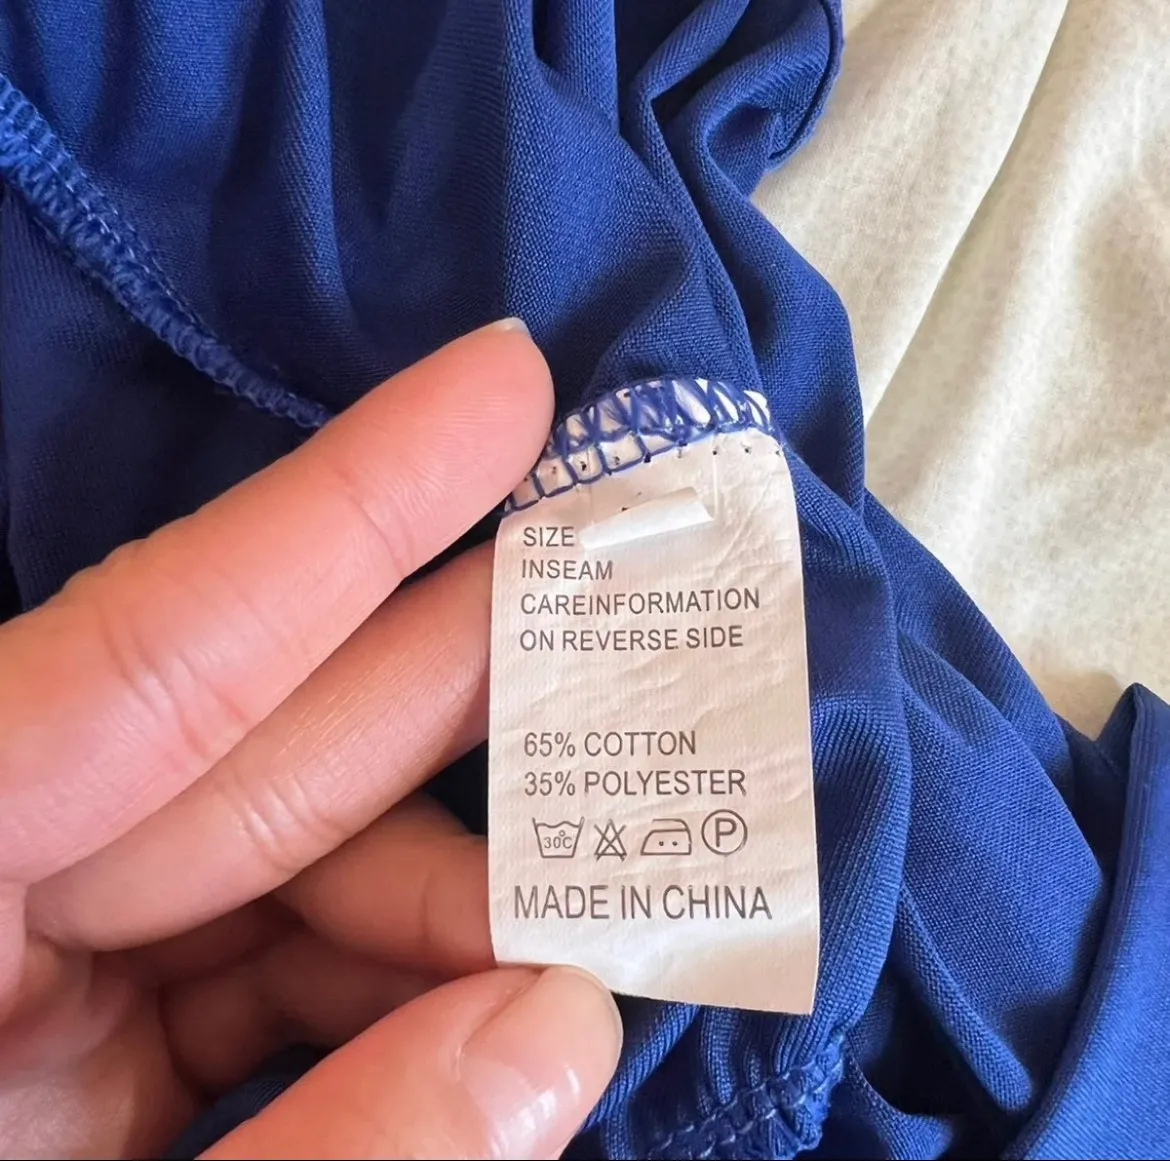 SIZE
INSEAM
CAREINFORMATION
ON REVERSE SIDE
65% COTTON
35% POLYESTER
30°C P
MADE IN CHINA